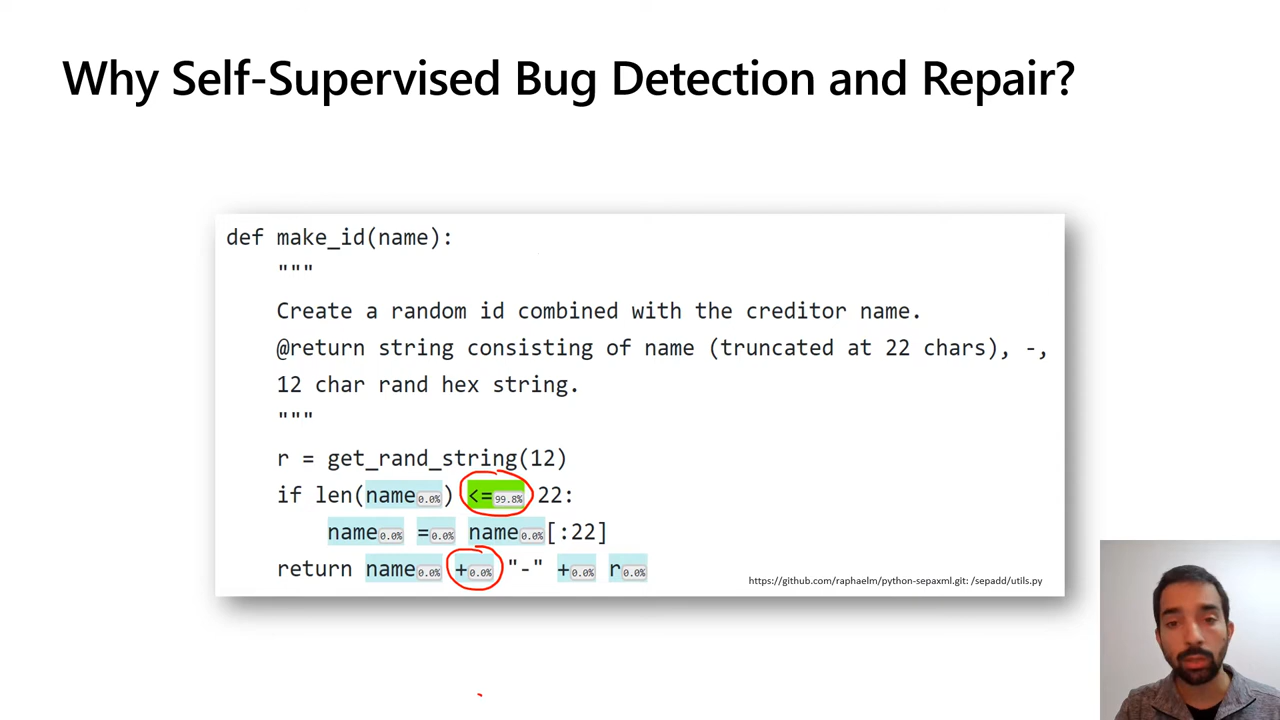 Why Self-Supervised Bug Detection and Repair?
def make_id(name):
"""
Create a random id combined with the creditor name.
@return string consisting of name (truncated at 22 chars), -,
12 char rand hex string.
"""
r = get_rand_string(12)
if len(name0.0%) <=99.8% 22:
name0.0% =0.0% name0.0%[:22]
return name0.0% +0.0% "-" +0.0% r0.0%
https://github.com/raphaelm/python-sepaxml.git: /sepadd/utils.py